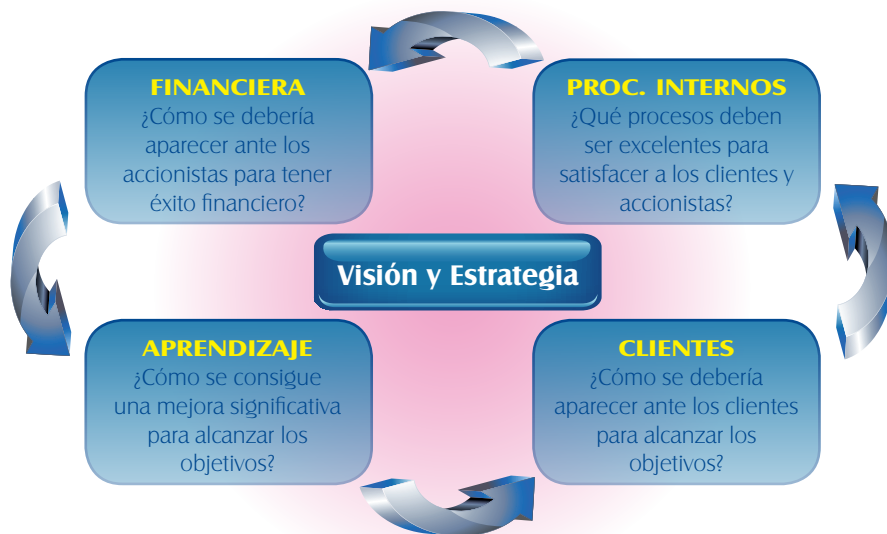 FINANCIERA
¿Cómo se debería
aparecer ante los
accionistas para tener
éxito financiero?
PROC. INTERNOS
¿Qué procesos deben
ser excelentes para
satisfacer a los clientes y
accionistas?
Visión y Estrategia
APRENDIZAJE
¿Cómo se consigue
una mejora significativa
para alcanzar los
objetivos?
CLIENTES
¿Cómo se debería
aparecer ante los clientes
para alcanzar los
objetivos?